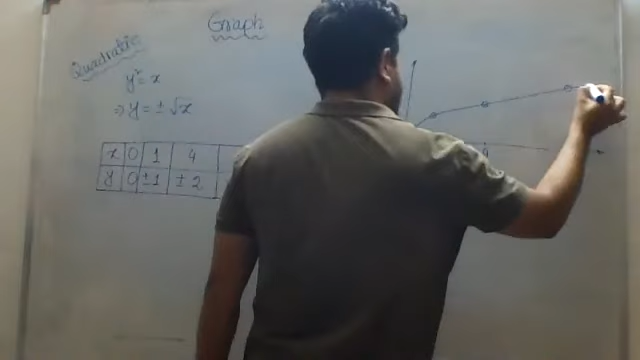 Graph
Quadratic
y² = x
⇒ y = ± √x
x 0 1 4
y 0 ±1 ±2